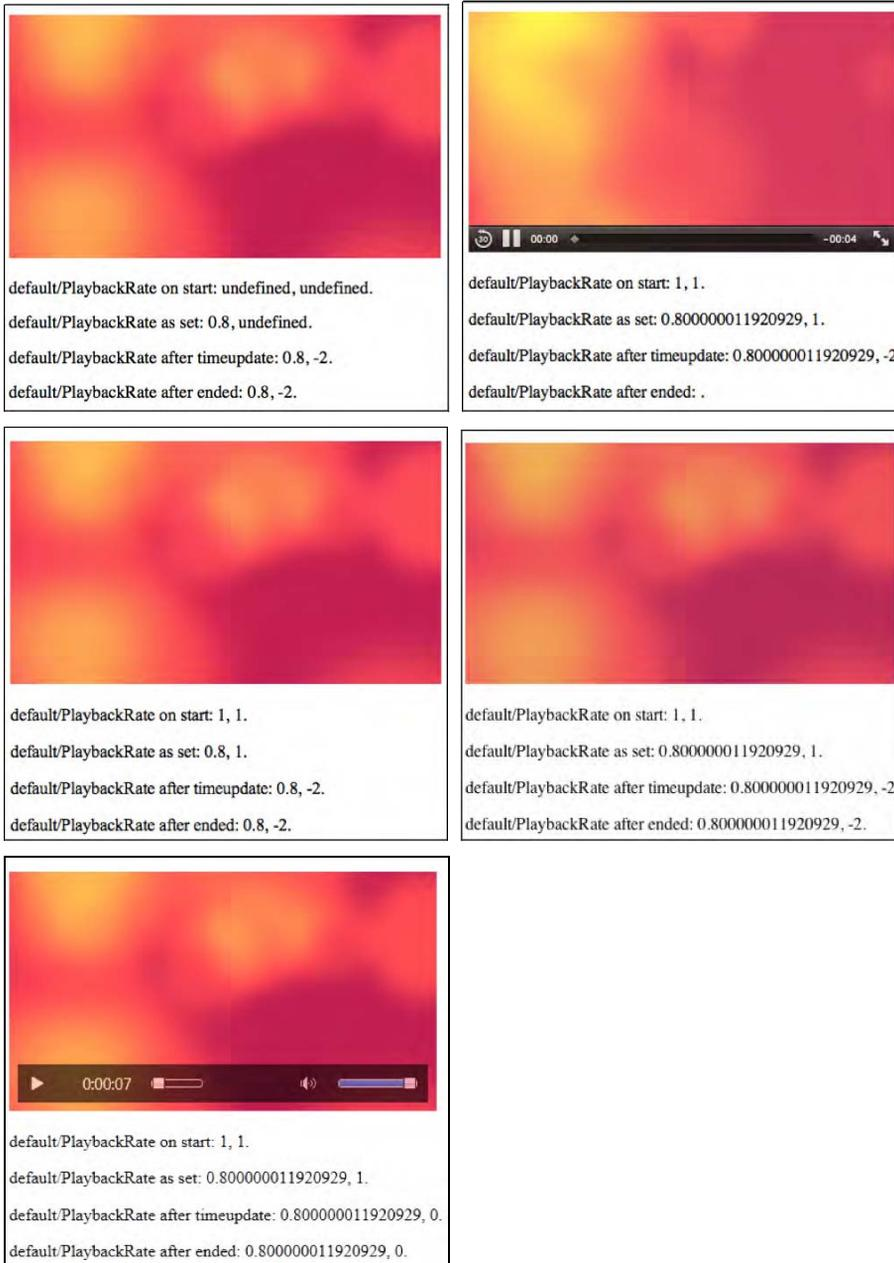 default/PlaybackRate on start: undefined, undefined.
default/PlaybackRate as set: 0.8, undefined.
default/PlaybackRate after timeupdate: 0.8, -2.
default/PlaybackRate after ended: 0.8, -2.
30 00:00 -00:04
default/PlaybackRate on start: 1, 1.
default/PlaybackRate as set: 0.800000011920929, 1.
default/PlaybackRate after timeupdate: 0.800000011920929, -2
default/PlaybackRate after ended: .
default/PlaybackRate on start: 1, 1.
default/PlaybackRate as set: 0.8, 1.
default/PlaybackRate after timeupdate: 0.8, -2.
default/PlaybackRate after ended: 0.8, -2.
default/PlaybackRate on start: 1, 1.
default/PlaybackRate as set: 0.800000011920929, 1.
default/PlaybackRate after timeupdate: 0.800000011920929, -2
default/PlaybackRate after ended: 0.800000011920929, -2.
0:00:07
default/PlaybackRate on start: 1, 1.
default/PlaybackRate as set: 0.800000011920929, 1.
default/PlaybackRate after timeupdate: 0.800000011920929, 0.
default/PlaybackRate after ended: 0.800000011920929, 0.